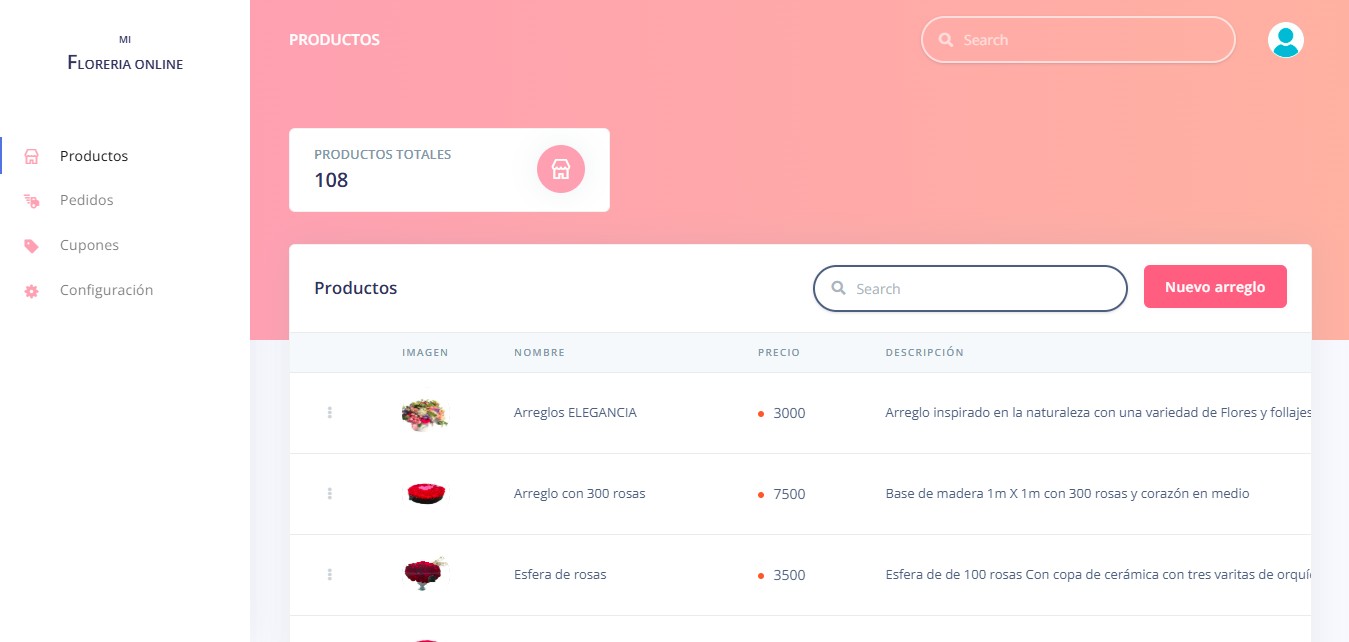 MI
FLORERIA ONLINE
PRODUCTOS
Search
Productos
Pedidos
Cupones
Configuración
PRODUCTOS TOTALES
108
Productos
Search
Nuevo arreglo
IMAGEN NOMBRE PRECIO DESCRIPCIÓN
Arreglos ELEGANCIA 3000 Arreglo inspirado en la naturaleza con una variedad de Flores y follajes
Arreglo con 300 rosas 7500 Base de madera 1m X 1m con 300 rosas y corazón en medio
Esfera de rosas 3500 Esfera de de 100 rosas Con copa de cerámica con tres varitas de